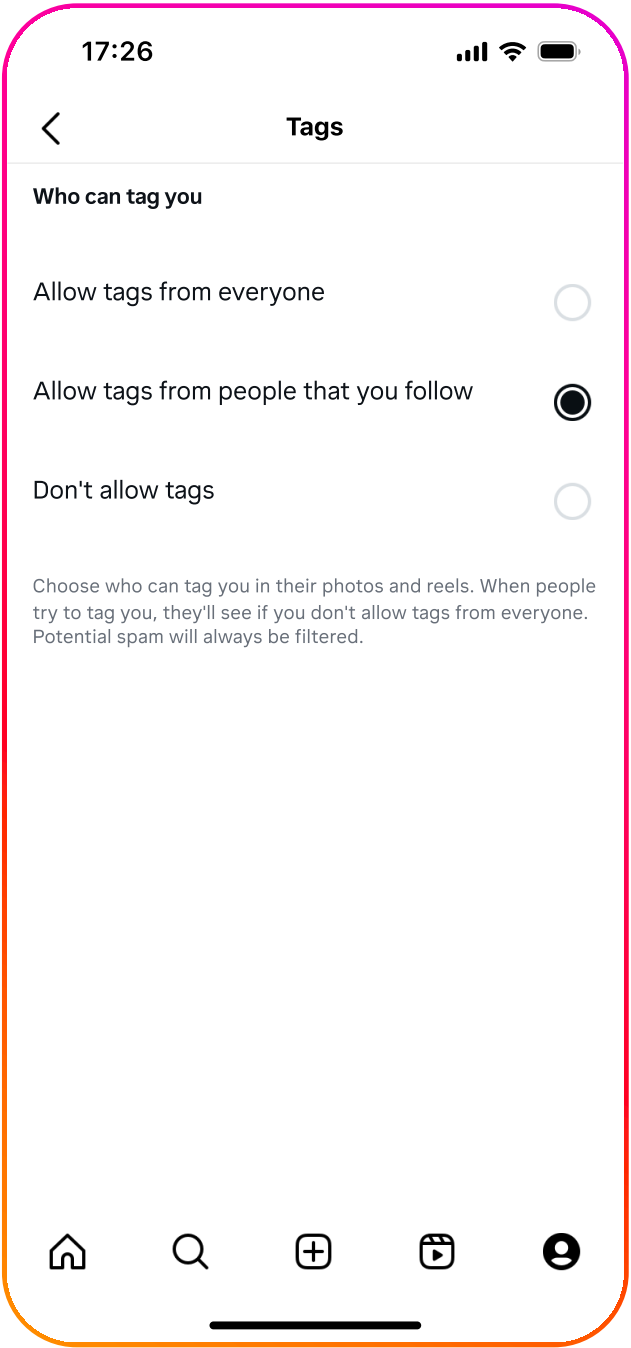 17:26
Tags
Who can tag you
Allow tags from everyone
Allow tags from people that you follow
Don't allow tags
Choose who can tag you in their photos and reels. When people
try to tag you, they'll see if you don't allow tags from everyone.
Potential spam will always be filtered.